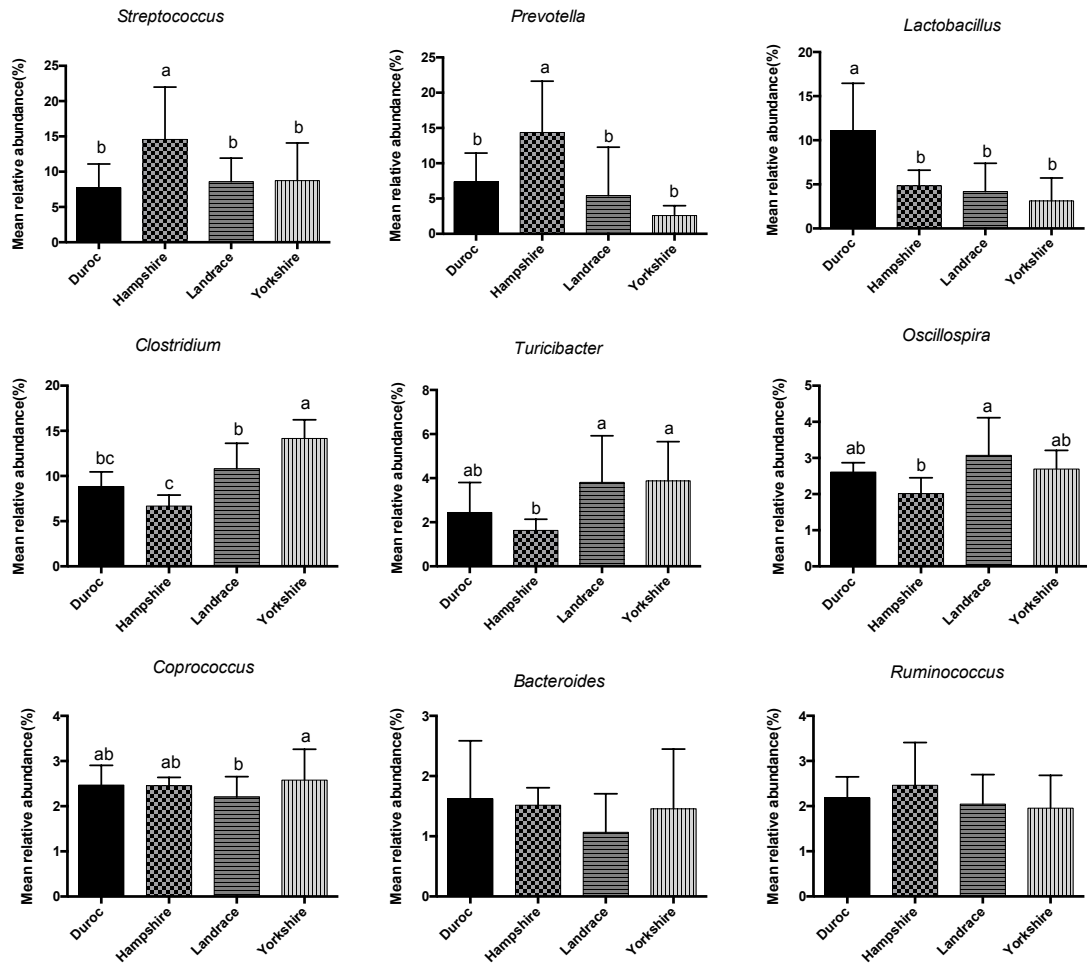 Streptococcus
Mean relative abundance(%)
25
20
15
10
5
0
b
a
b
b
Duroc
Hampshire
Landrace
Yorkshire
Prevotella
Mean relative abundance(%)
25
20
15
10
5
0
b
a
b
b
Duroc
Hampshire
Landrace
Yorkshire
Lactobacillus
Mean relative abundance(%)
20
15
10
5
0
a
b
b
b
Duroc
Hampshire
Landrace
Yorkshire
Clostridium
Mean relative abundance(%)
20
15
10
5
0
bc
c
b
a
Duroc
Hampshire
Landrace
Yorkshire
Turicibacter
Mean relative abundance(%)
8
6
4
2
0
ab
b
a
a
Duroc
Hampshire
Landrace
Yorkshire
Oscillospira
Mean relative abundance(%)
5
4
3
2
1
0
ab
b
a
ab
Duroc
Hampshire
Landrace
Yorkshire
Coprococcus
Mean relative abundance(%)
4
3
2
1
0
ab
ab
b
a
Duroc
Hampshire
Landrace
Yorkshire
Bacteroides
Mean relative abundance(%)
3
2
1
0
Duroc
Hampshire
Landrace
Yorkshire
Ruminococcus
Mean relative abundance(%)
4
3
2
1
0
Duroc
Hampshire
Landrace
Yorkshire